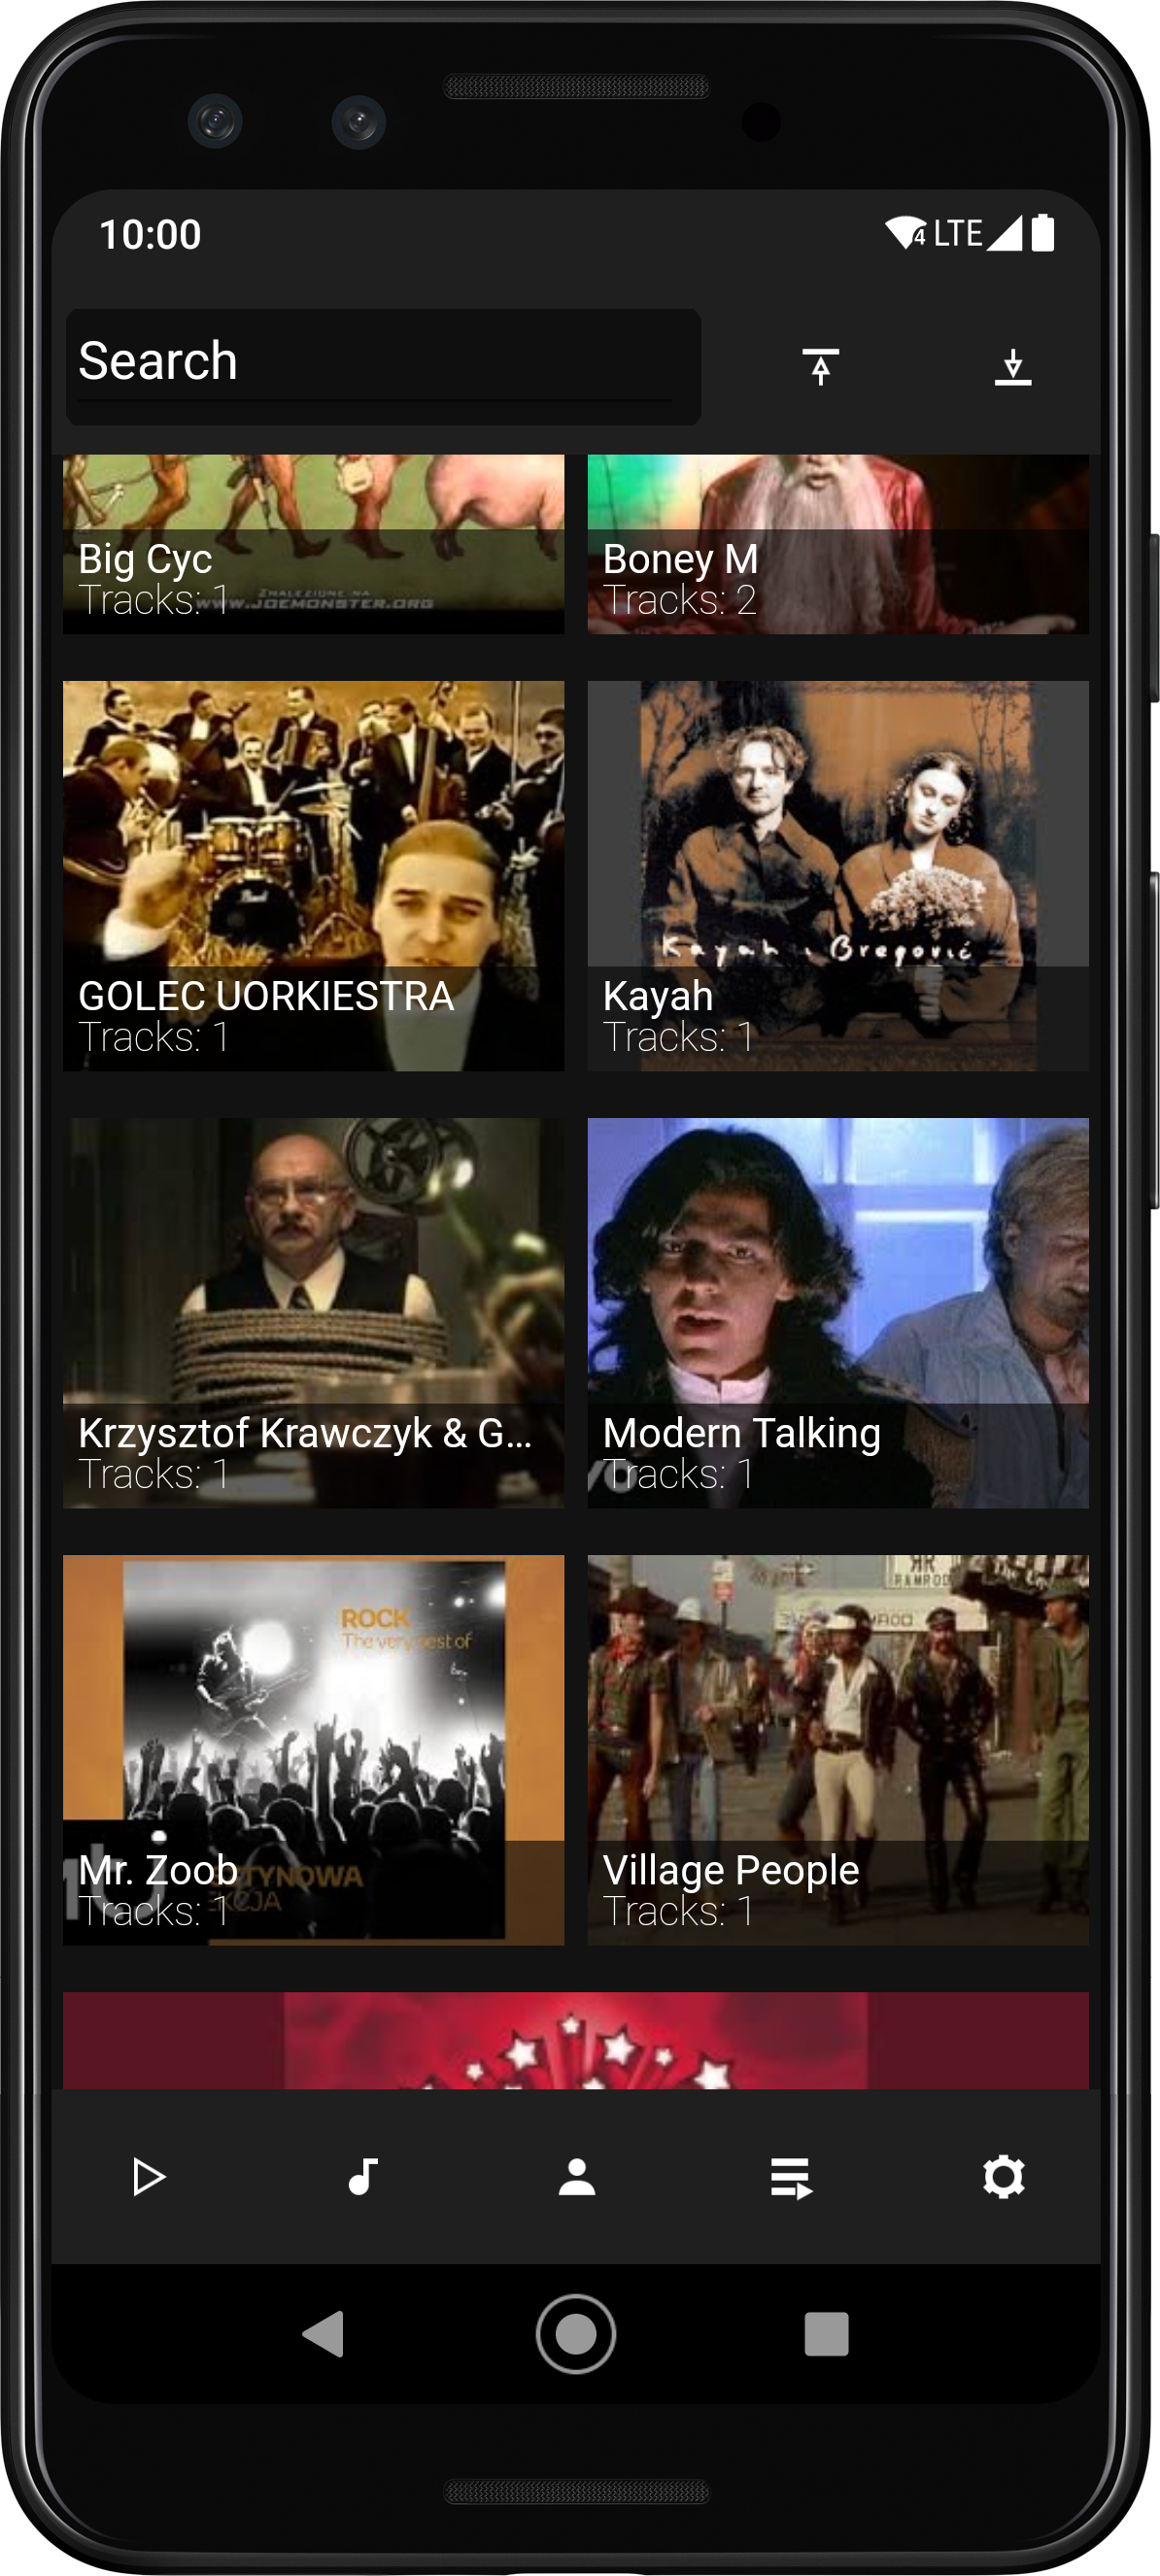 10:00
4 LTE
Search
ZNALEZIONE NA
WWW.JOEMONSTER.ORG
Big Cyc
Tracks: 1
Boney M
Tracks: 2
Pearl
GOLEC UORKIESTRA
Tracks: 1
Kayah i Bregović
Kayah
Tracks: 1
Krzysztof Krawczyk & G...
Tracks: 1
Modern Talking
Tracks: 1
ROCK
The very best of
Mr. Zoob
Tracks: 1
RAMROD
Village People
Tracks: 1